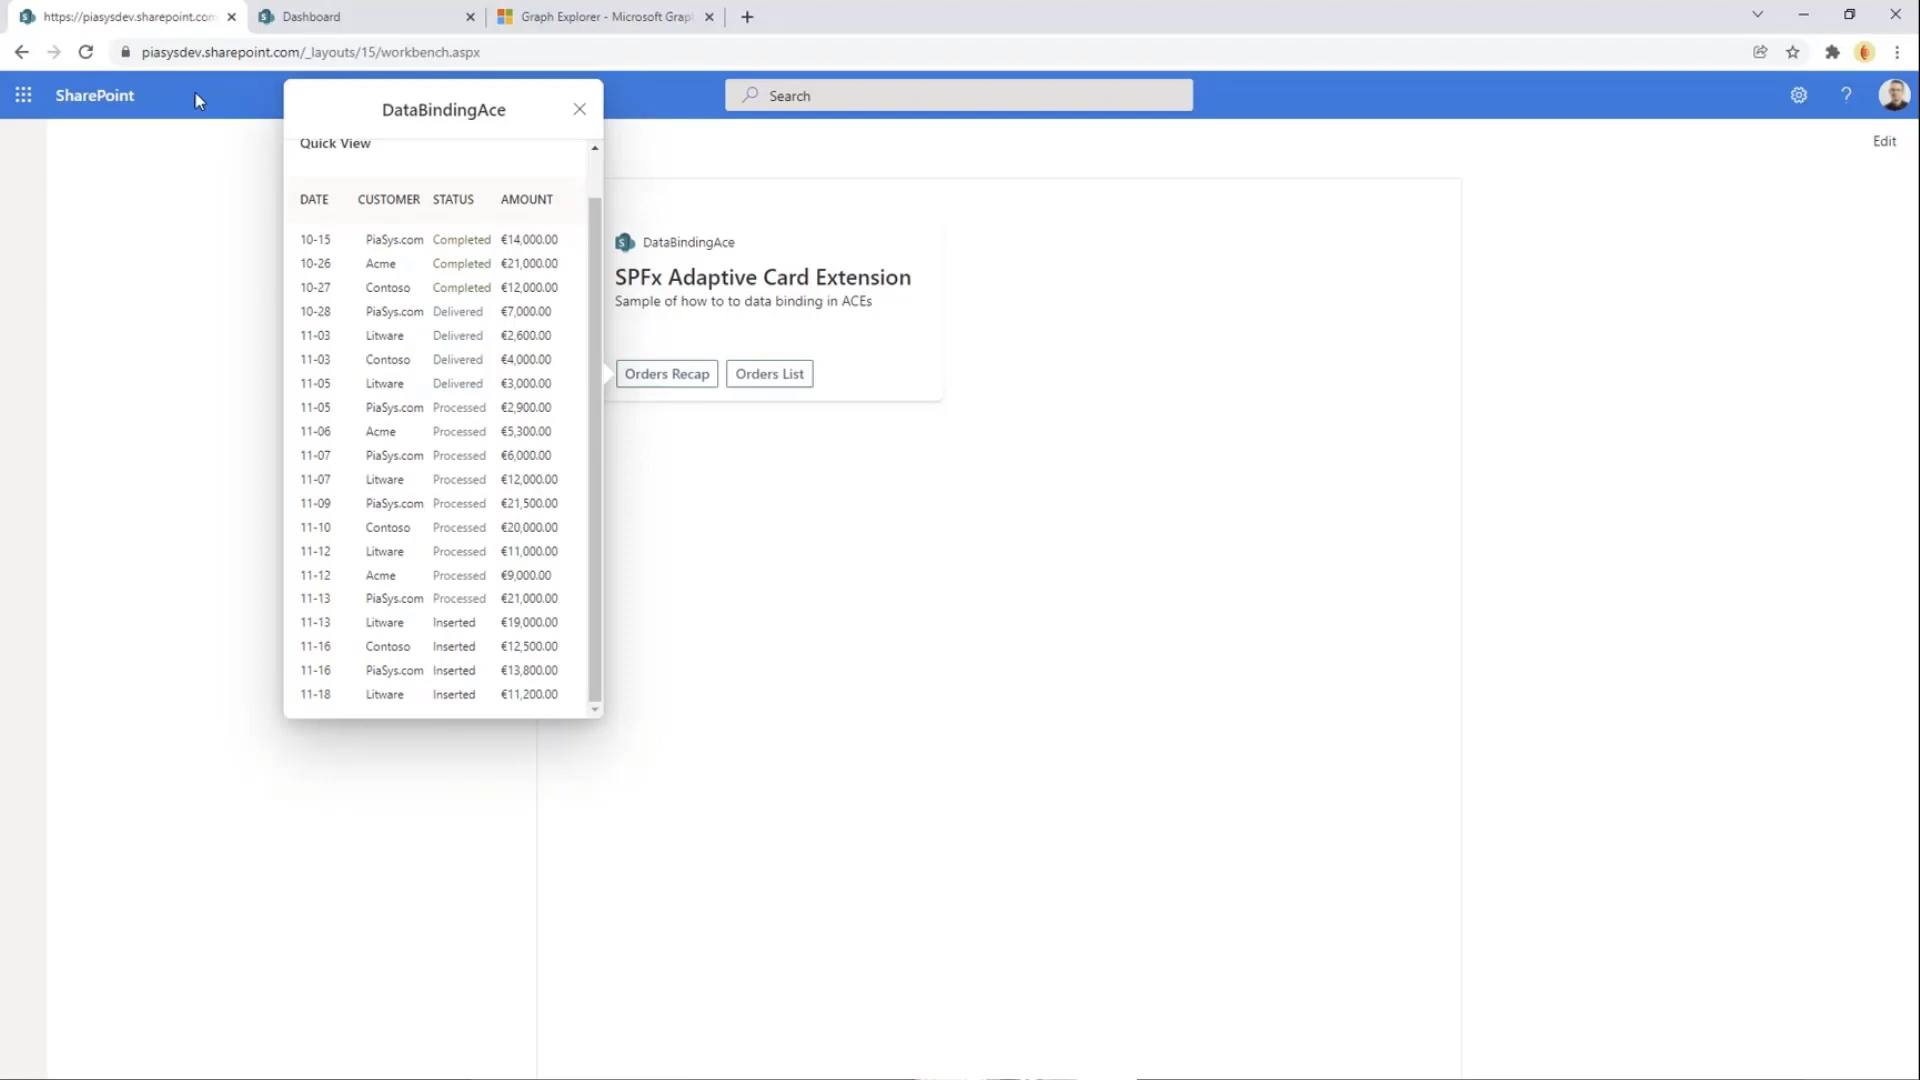 https://piasysdev.sharepoint.com
Dashboard
Graph Explorer - Microsoft Grap
piasysdev.sharepoint.com/_layouts/15/workbench.aspx
SharePoint
Search
?
Edit
DataBindingAce
Quick View
DATE CUSTOMER STATUS AMOUNT
10-15 PiaSys.com Completed €14,000.00
10-26 Acme Completed €21,000.00
10-27 Contoso Completed €12,000.00
10-28 PiaSys.com Delivered €7,000.00
11-03 Litware Delivered €2,600.00
11-03 Contoso Delivered €4,000.00
11-05 Litware Delivered €3,000.00
11-05 PiaSys.com Processed €2,900.00
11-06 Acme Processed €5,300.00
11-07 PiaSys.com Processed €6,000.00
11-07 Litware Processed €12,000.00
11-09 PiaSys.com Processed €21,500.00
11-10 Contoso Processed €20,000.00
11-12 Litware Processed €11,000.00
11-12 Acme Processed €9,000.00
11-13 PiaSys.com Processed €21,000.00
11-13 Litware Inserted €19,000.00
11-16 Contoso Inserted €12,500.00
11-16 PiaSys.com Inserted €13,800.00
11-18 Litware Inserted €11,200.00
DataBindingAce
SPFx Adaptive Card Extension
Sample of how to to data binding in ACEs
Orders Recap
Orders List